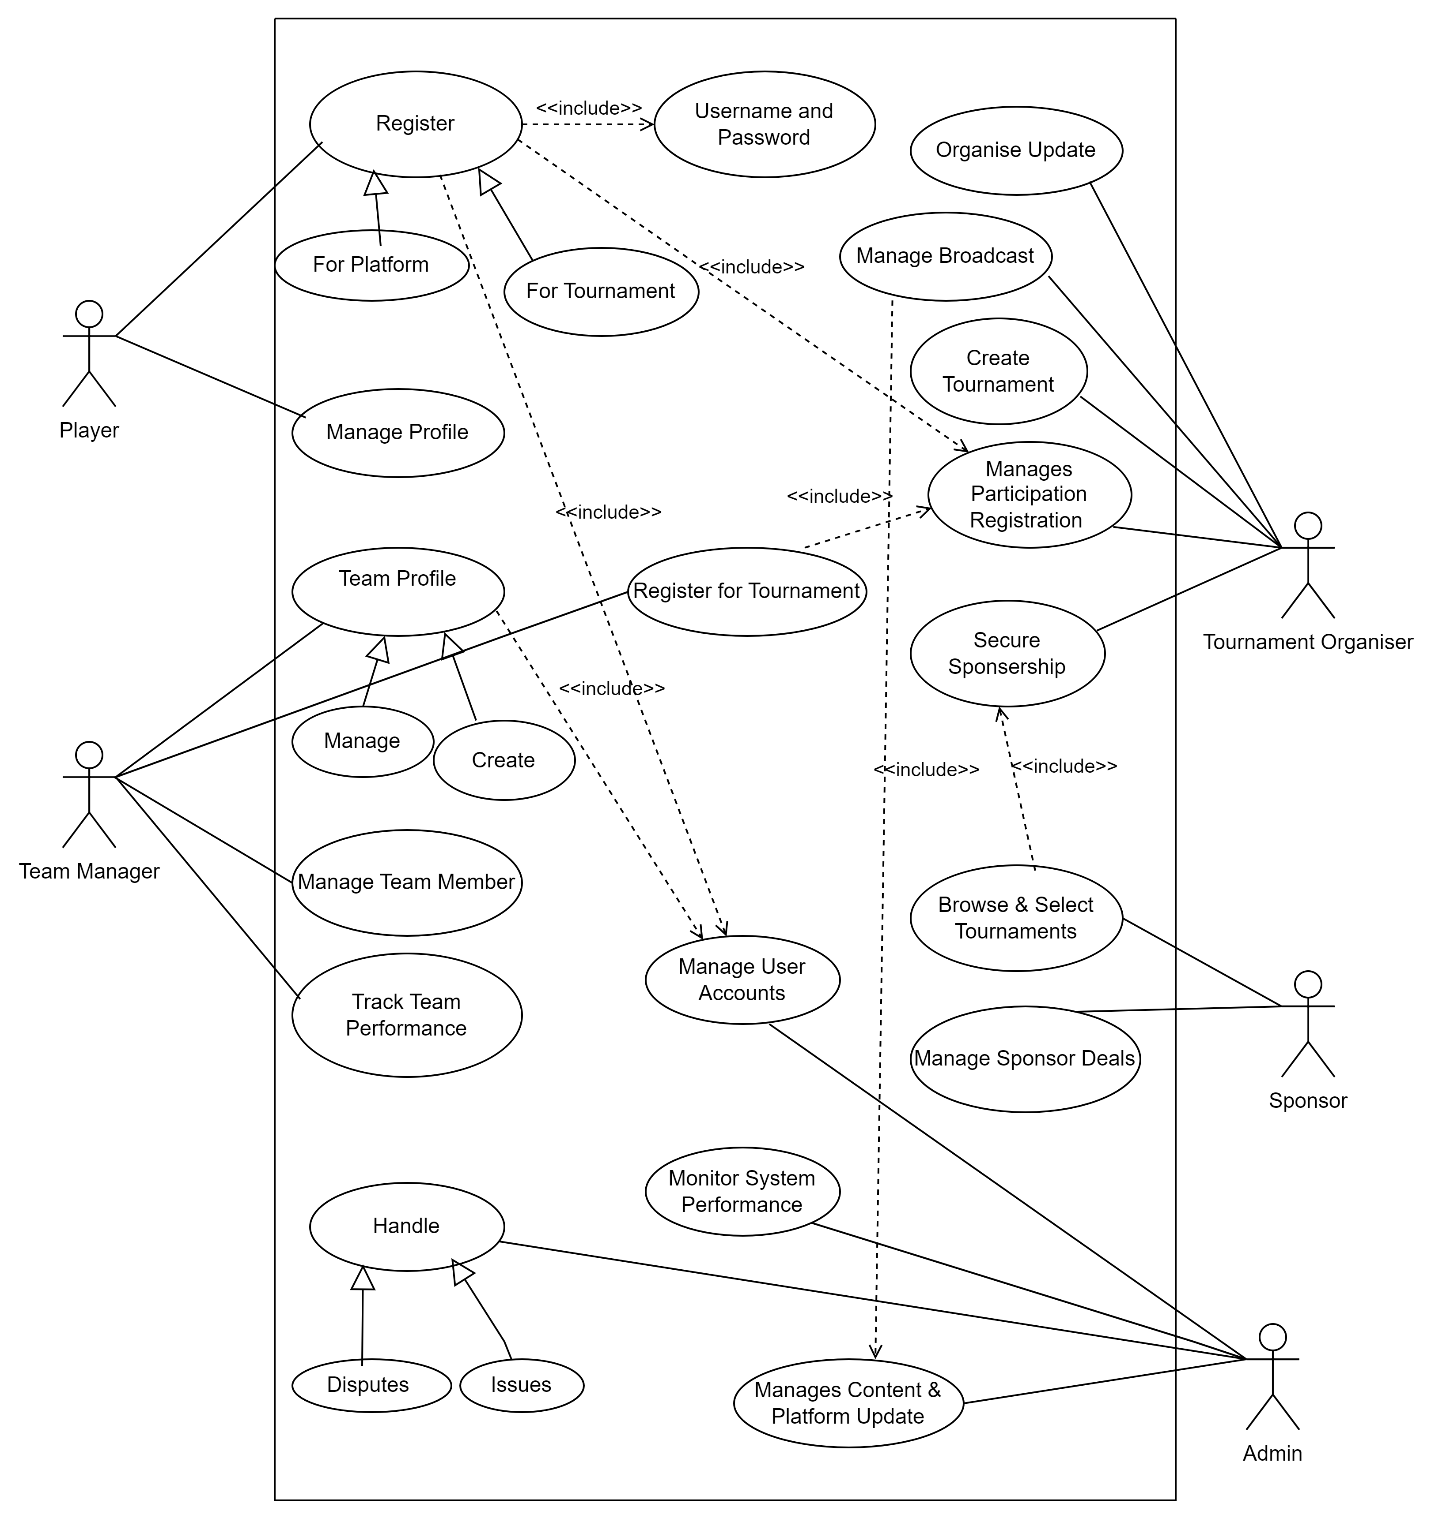 Register
<<include>>
Username and
Password
Organise Update
Manage Broadcast
For Platform
For Tournament
<<include>>
Create
Tournament
Player
Manage Profile
Manages
Participation
Registration
<<include>>
<<include>>
Team Profile
Register for Tournament
Tournament Organiser
Secure
Sponsership
<<include>>
Manage
Create
<<include>>
<<include>>
Team Manager
Manage Team Member
Browse & Select
Tournaments
Manage User
Accounts
Track Team
Performance
Manage Sponsor Deals
Sponsor
Monitor System
Performance
Handle
Disputes
Issues
Manages Content &
Platform Update
Admin